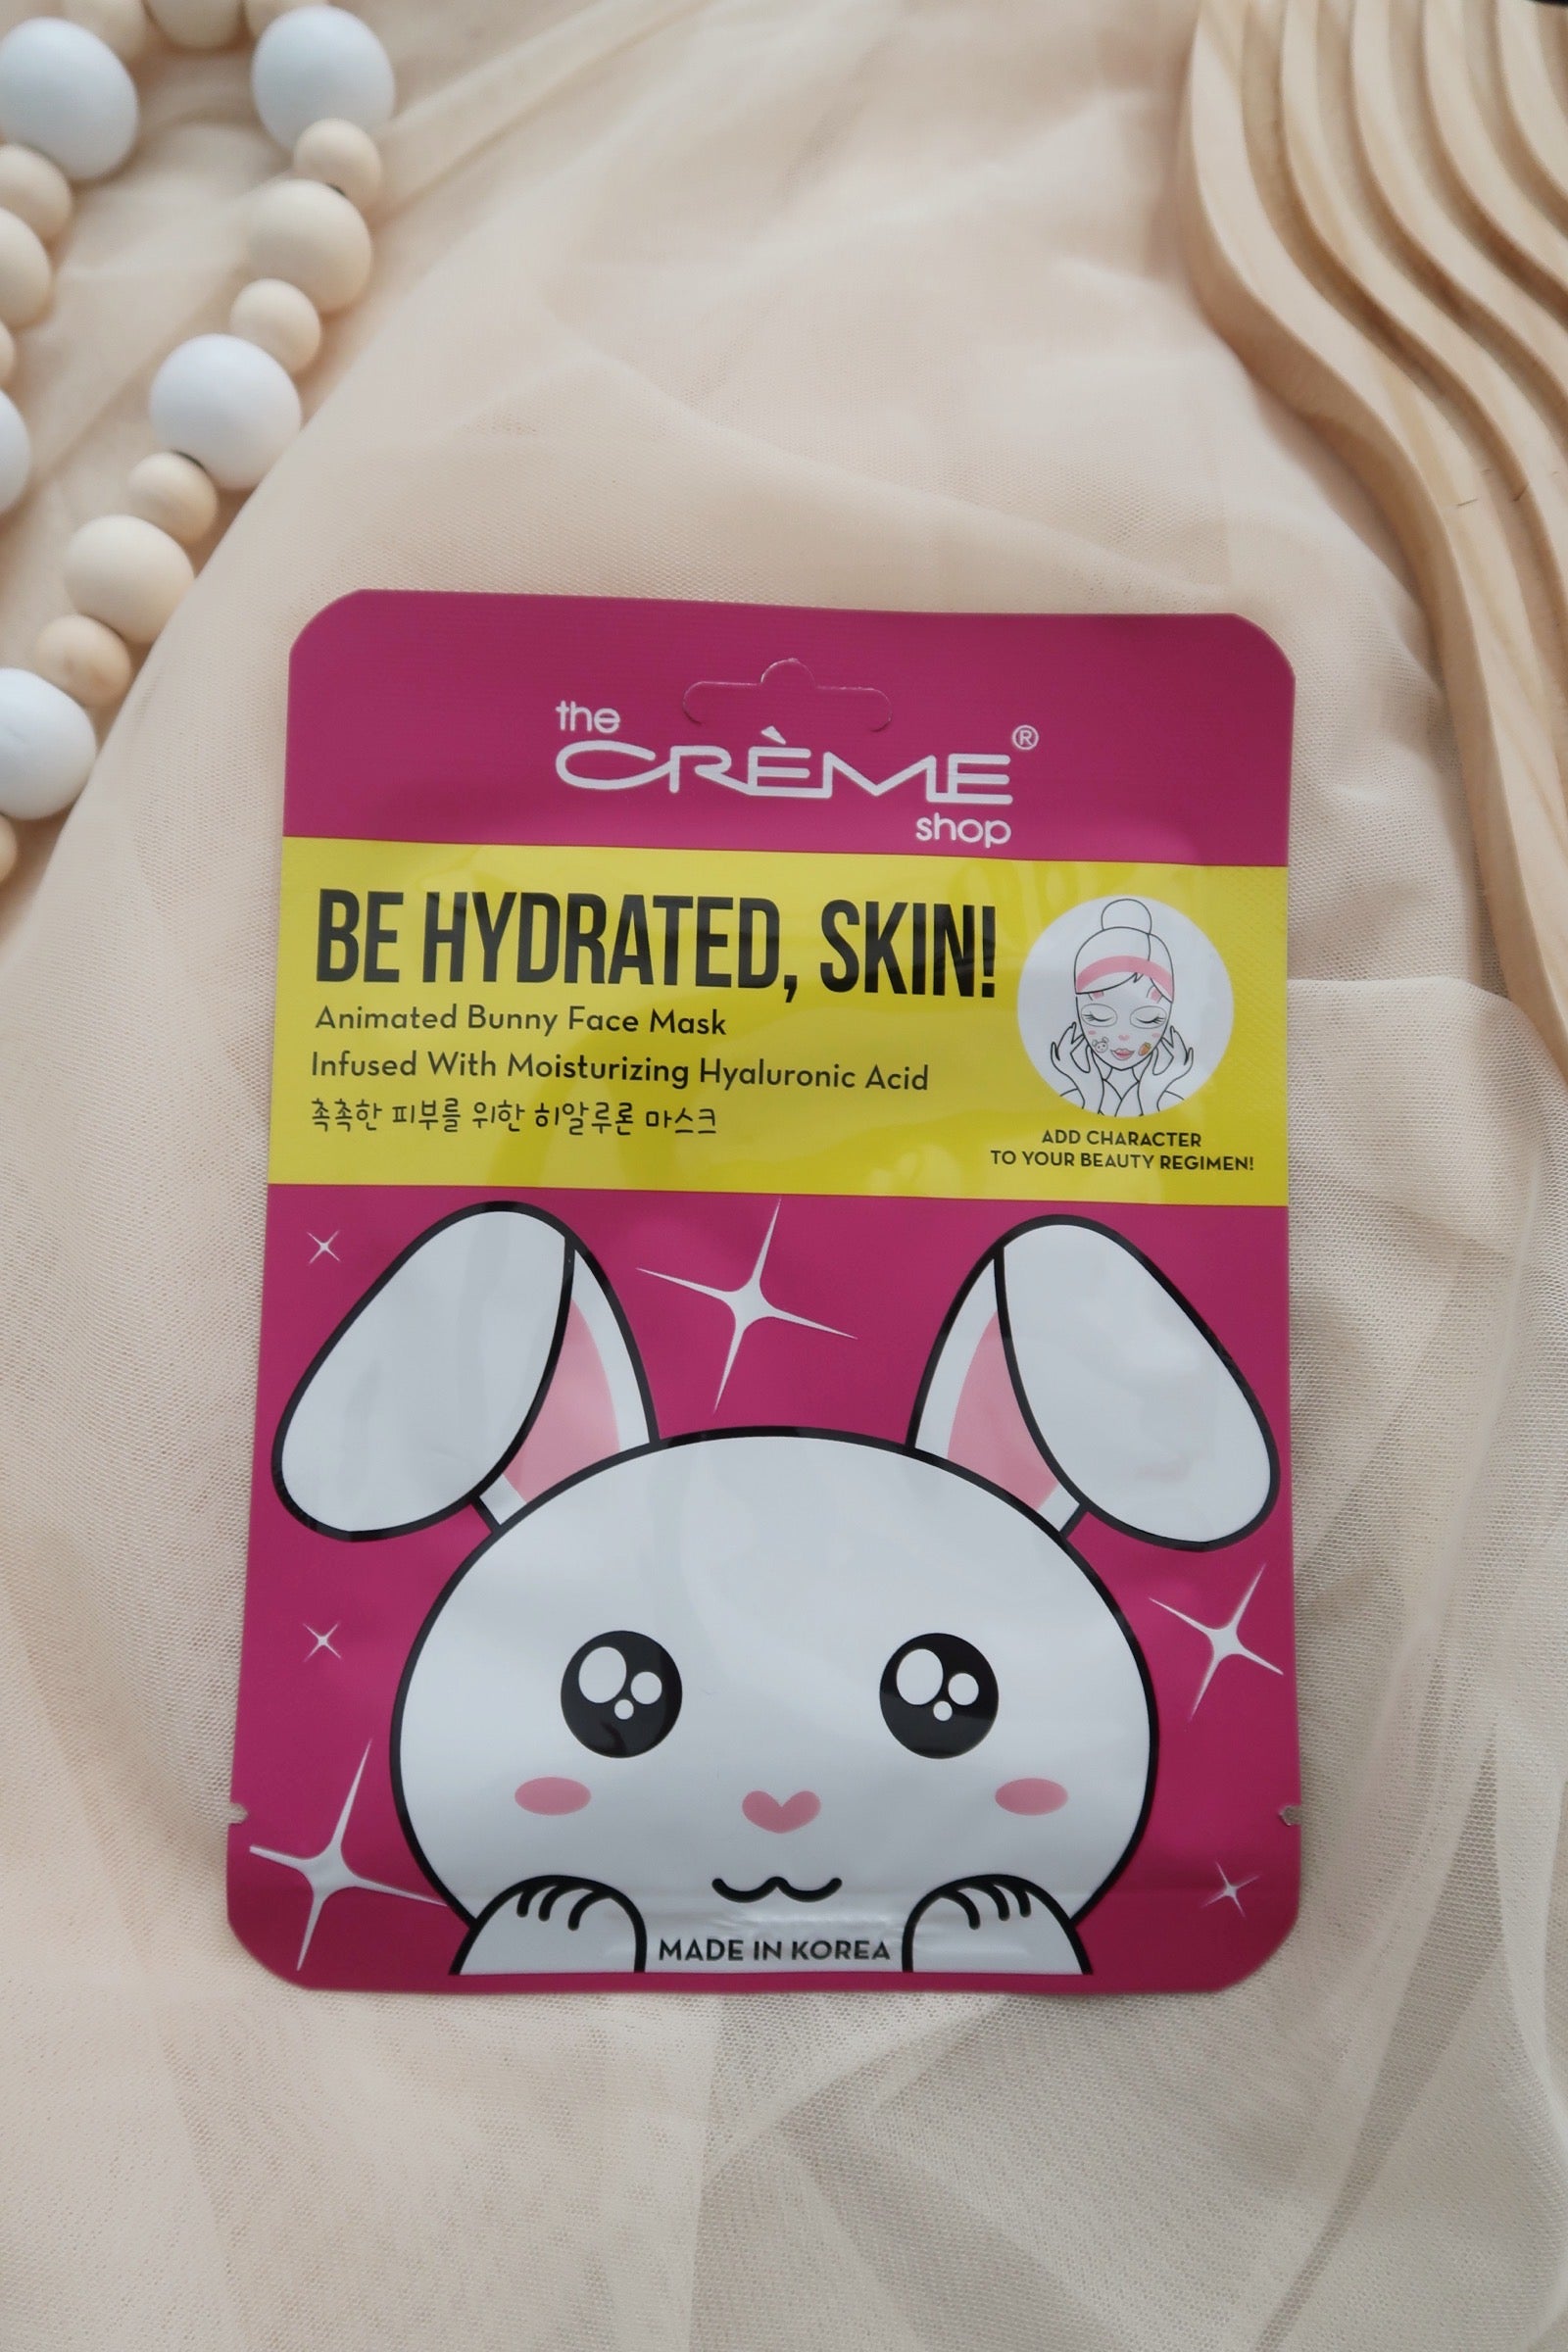 the
CRÈME®
shop
BE HYDRATED, SKIN!
Animated Bunny Face Mask
Infused With Moisturizing Hyaluronic Acid
촉촉한 피부를 위한 히알루론 마스크
ADD CHARACTER
TO YOUR BEAUTY REGIMEN!
MADE IN KOREA